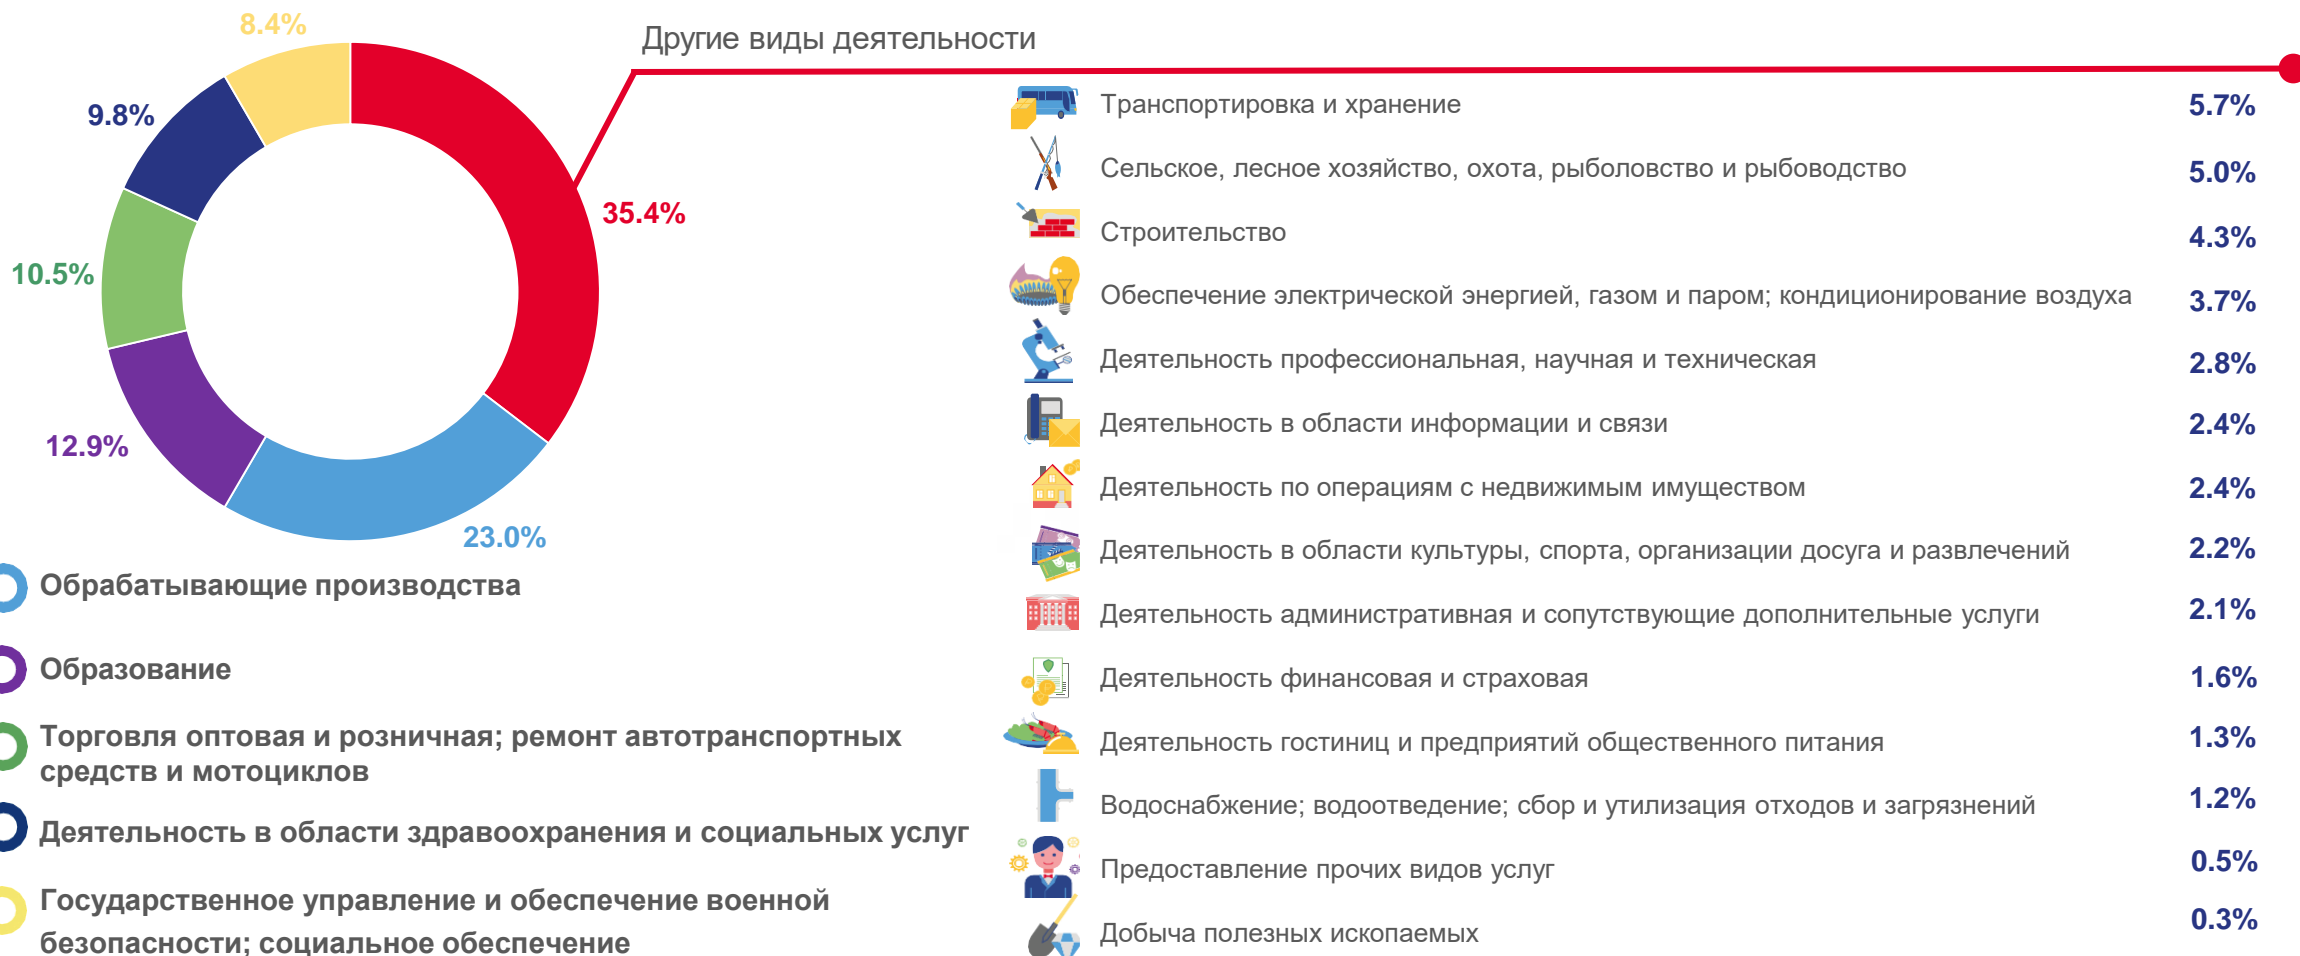 8.4%
9.8%
10.5%
12.9%
23.0%
35.4%
Обрабатывающие производства
Образование
Торговля оптовая и розничная; ремонт автотранспортных
средств и мотоциклов
Деятельность в области здравоохранения и социальных услуг
Государственное управление и обеспечение военной
безопасности; социальное обеспечение
Другие виды деятельности
Транспортировка и хранение 5.7%
Сельское, лесное хозяйство, охота, рыболовство и рыбоводство 5.0%
Строительство 4.3%
Обеспечение электрической энергией, газом и паром; кондиционирование воздуха 3.7%
Деятельность профессиональная, научная и техническая 2.8%
Деятельность в области информации и связи 2.4%
Деятельность по операциям с недвижимым имуществом 2.4%
Деятельность в области культуры, спорта, организации досуга и развлечений 2.2%
Деятельность административная и сопутствующие дополнительные услуги 2.1%
Деятельность финансовая и страховая 1.6%
Деятельность гостиниц и предприятий общественного питания 1.3%
Водоснабжение; водоотведение; сбор и утилизация отходов и загрязнений 1.2%
Предоставление прочих видов услуг 0.5%
Добыча полезных ископаемых 0.3%